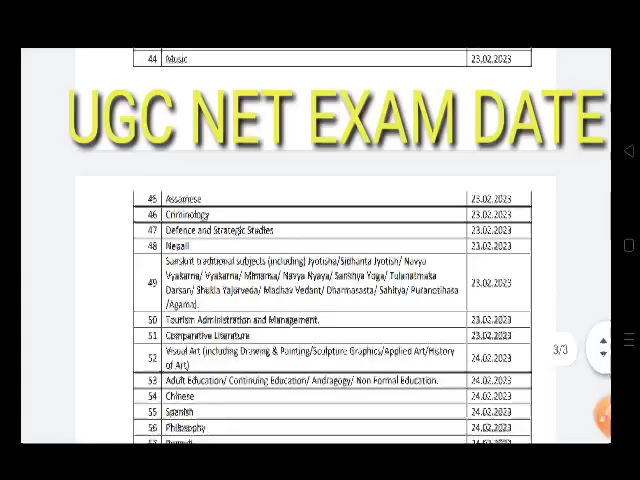 44 Music 23.02.2023
UGC NET EXAM DATE
45 Assamese 23.02.2023
46 Criminology 23.02.2023
47 Defence and Strategic Studies 23.02.2023
48 Nepali 23.02.2023
Sanskrit traditional subjects (including) Jyotisha/Sidhanta Jyotish/ Navya
Vyakarna/ Vyakarna/ Mimansa/ Navya Nyaya/ Sankhya Yoga/ Tulanatmaka
49 Darsan/ Shukla Yajurveda/ Madhav Vedant/ Dharmasasta/ Sahitya/ Puranotihasa 23.02.2023
/Agama).
50 Tourism Administration and Management. 23.02.2023
51 Comparative Literature 23.02.2023
52 Visual Art (including Drawing & Painting/Sculpture Graphics/Applied Art/History 24.02.2023
of Art)
3/3
53 Adult Education/ Continuing Education/ Andragogy/ Non Formal Education. 24.02.2023
54 Chinese 24.02.2023
55 Spanish 24.02.2023
56 Philosophy 24.02.2023